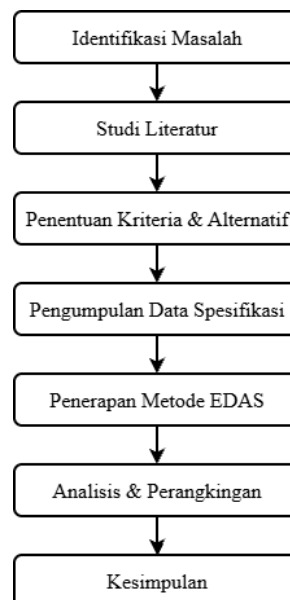 Identifikasi Masalah
Studi Literatur
Penentuan Kriteria & Alternatif
Pengumpulan Data Spesifikasi
Penerapan Metode EDAS
Analisis & Perangkingan
Kesimpulan